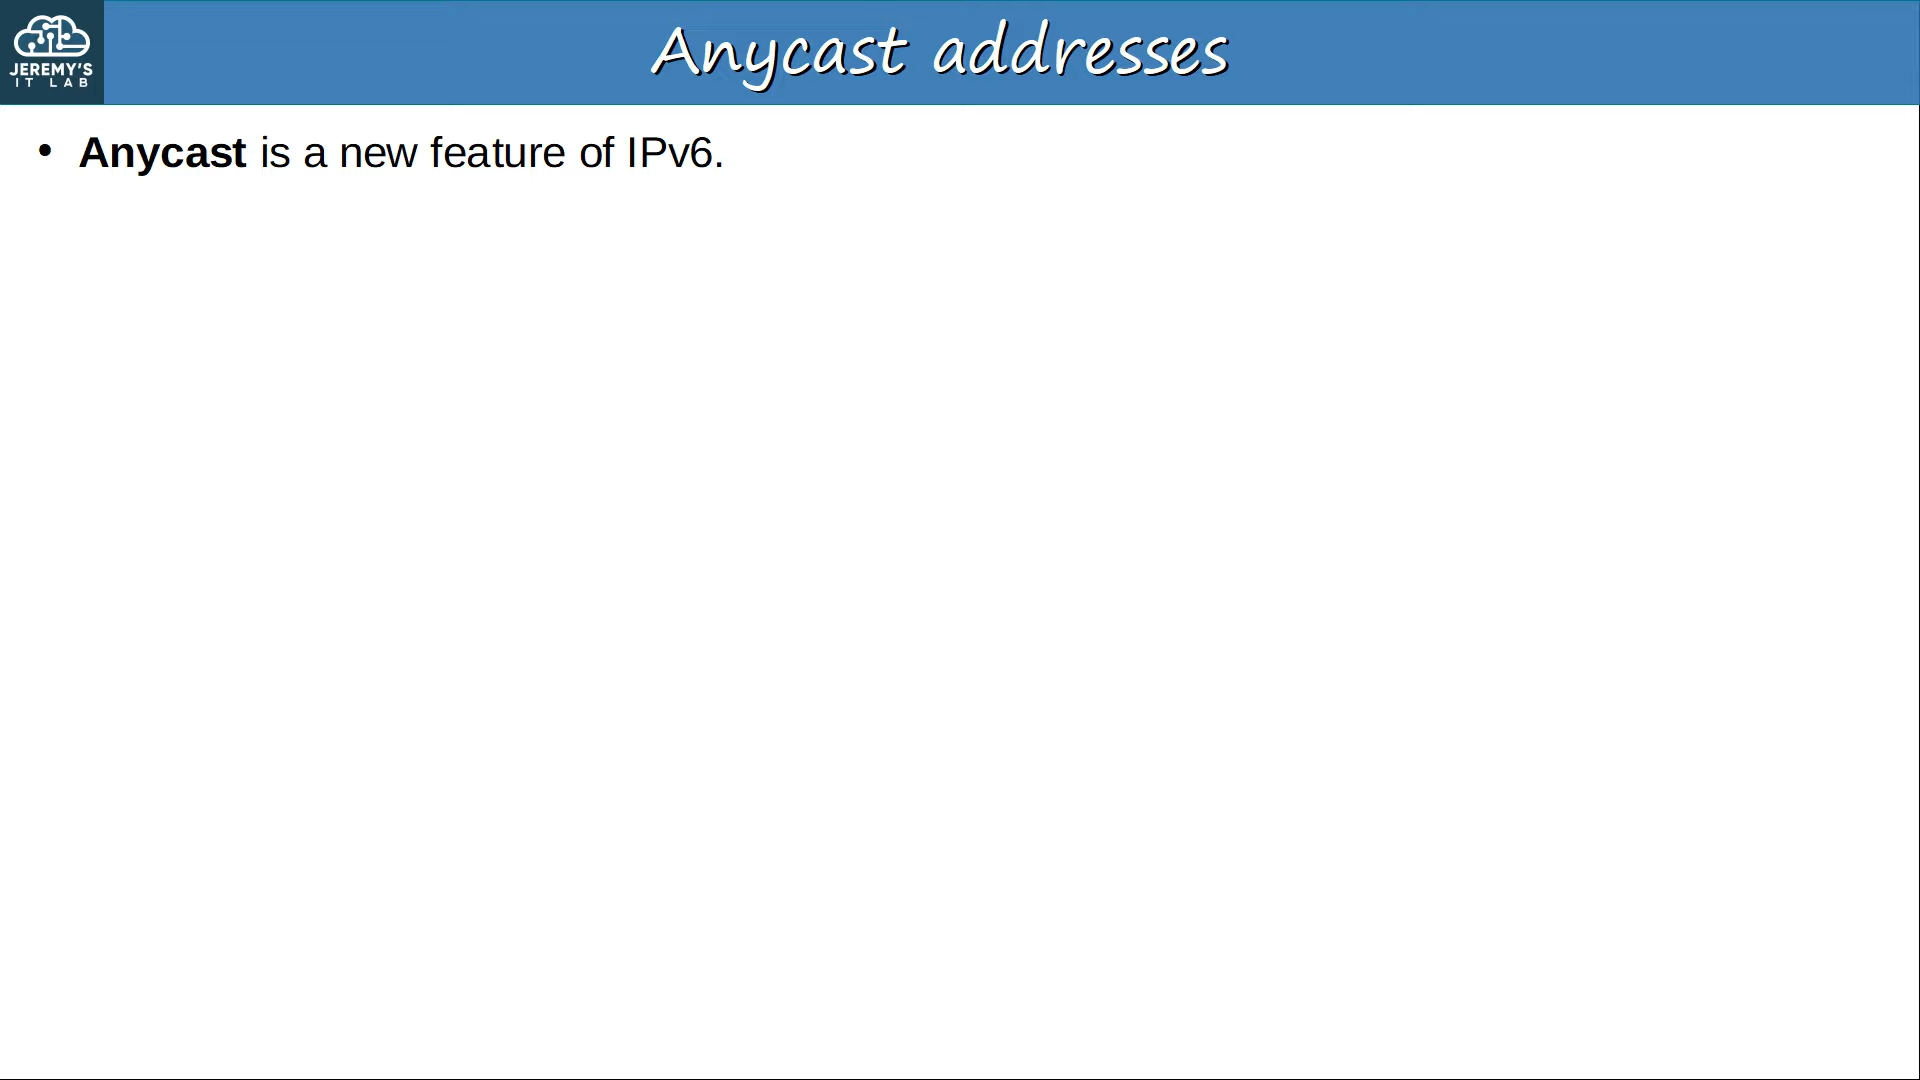 JEREMY'S
IT LAB
Anycast addresses
• Anycast is a new feature of IPv6.